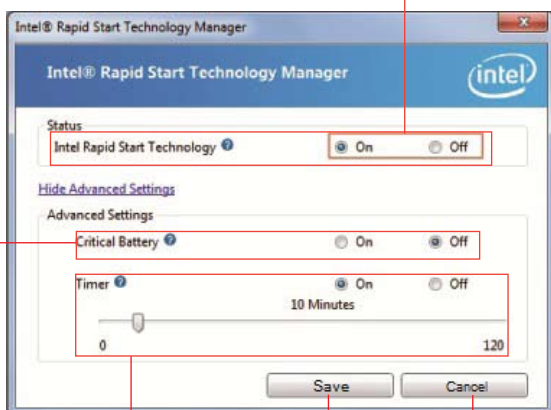 Intel® Rapid Start Technology Manager
Intel® Rapid Start Technology Manager
(intel)
Status
Intel Rapid Start Technology ? On Off
Hide Advanced Settings
Advanced Settings
Critical Battery ? On Off
Timer ? On Off
10 Minutes
0 120
Save Cancel